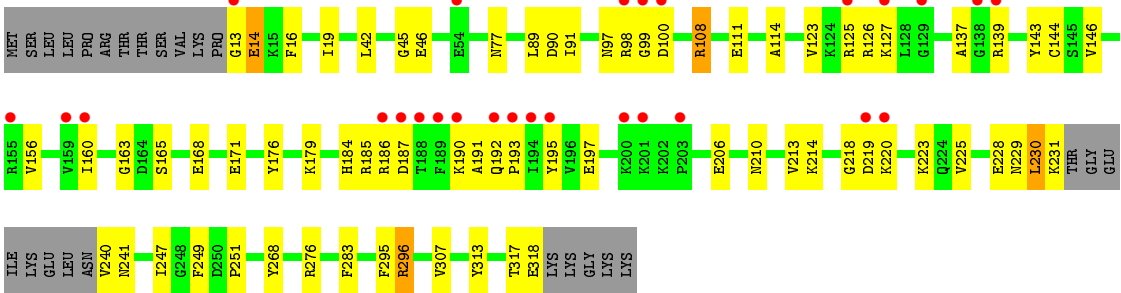 MET SER LEU LEU PRO ARG THR THR SER VAL LYS PRO G13 E14 K15 F16 I19 L42 G45 E46 E54 N77 L89 D90 I91 N97 R98 G99 D100 R108 E111 A114 V123 K124 R125 R126 K127 L128 G129 A137 G138 R139 Y143 C144 S145 V146
R155 V156 V159 I160 G163 D164 S165 E168 E171 Y176 K179 H184 R185 R186 D187 T188 F189 K190 A191 Q192 P193 I194 Y195 V196 E197 K200 K201 K202 P203 E206 N210 V213 K214 G218 D219 K220 K223 Q224 V225 E228 N229 L230 K231 THR GLY GLU
ILE LYS GLU LEU ASN V240 N241 I247 G248 F249 D250 P251 Y268 R276 F283 F295 R296 V307 Y313 T317 E318 LYS LYS GLY LYS LYS